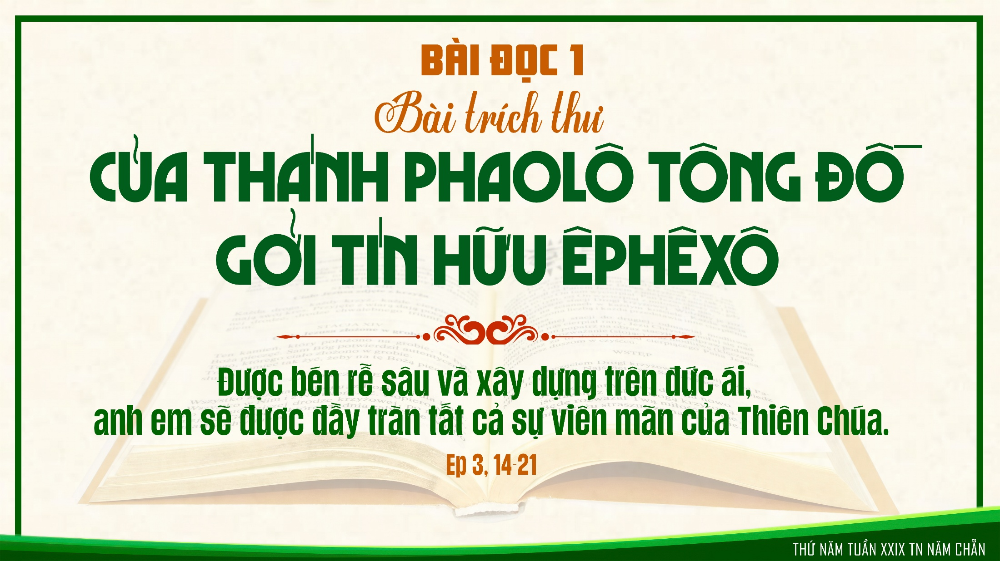 BÀI ĐỌC 1
Bài trích thư
CỦA THÁNH PHAOLÔ TÔNG ĐỒ
GỞI TÍN HỮU ÊPHÊXÔ
Được bén rễ sâu và xây dựng trên đức ái,
anh em sẽ được đầy tràn tất cả sự viên mãn của Thiên Chúa.
Ep 3, 14-21
THỨ NĂM TUẦN XXIX TN NĂM CHẴN